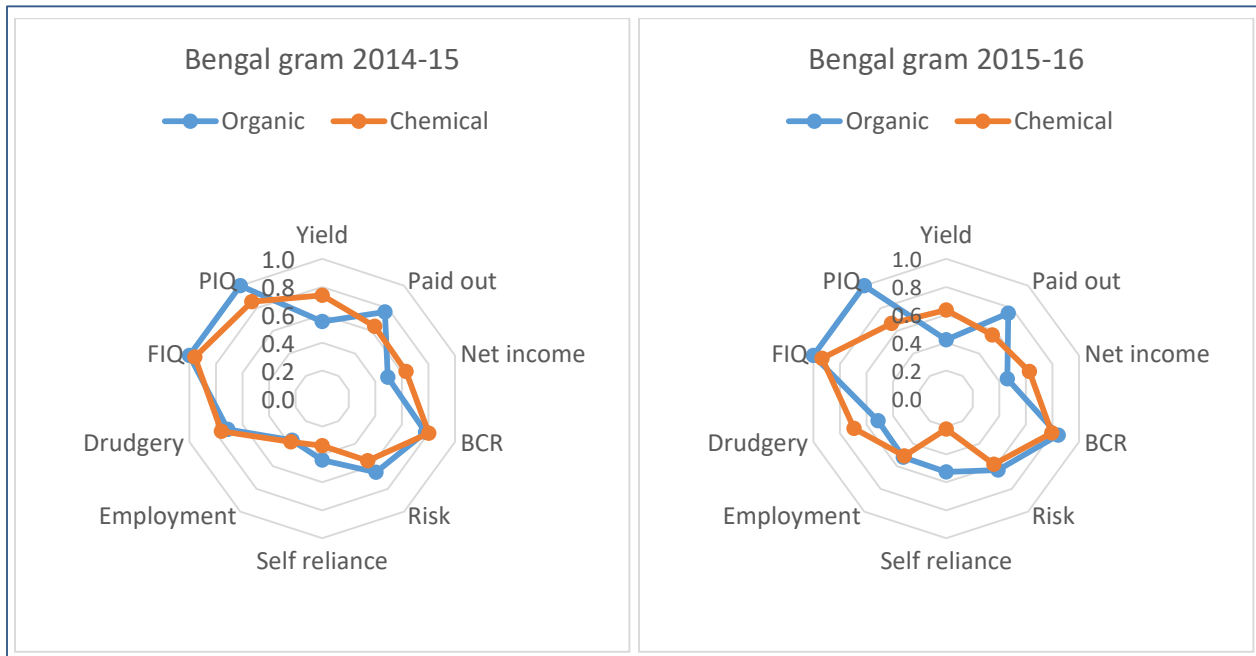 Bengal gram 2014-15
Organic Chemical
Yield
1.0
PIQ
0.8
Paid out
0.6
0.4
FIQ
0.2
Net income
0.0
Drudgery
BCR
Employment
Risk
Self reliance
Bengal gram 2015-16
Organic Chemical
Yield
1.0
PIQ
0.8
Paid out
0.6
0.4
FIQ
0.2
Net income
0.0
Drudgery
BCR
Employment
Risk
Self reliance